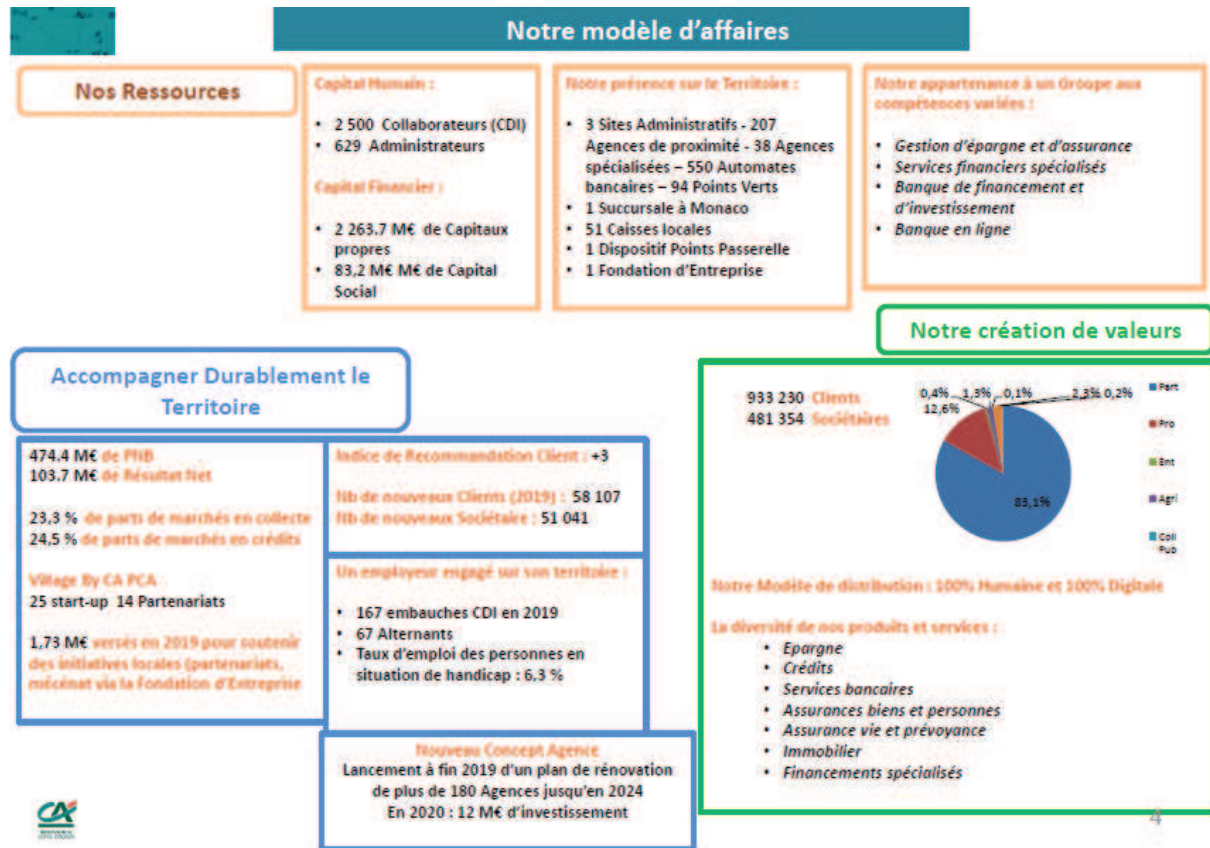 Notre modèle d'affaires
Nos Ressources
Capital Humain :
• 2 500 Collaborateurs (CDI)
• 629 Administrateurs
Capital Financier :
• 2 263.7 M€ de Capitaux
propres
• 83,2 M€ M€ de Capital
Social
Notre présence sur le Territoire :
• 3 Sites Administratifs - 207
Agences de proximité - 38 Agences
spécialisées – 550 Automates
bancaires – 94 Points Verts
• 1 Succursale à Monaco
• 51 Caisses locales
• 1 Dispositif Points Passerelle
• 1 Fondation d'Entreprise
Notre appartenance à un Groupe aux
compétences variées :
• Gestion d'épargne et d'assurance
• Services financiers spécialisés
• Banque de financement et
d'investissement
• Banque en ligne
Accompagner Durablement le
Territoire
474.4 M€ de PNB
103.7 M€ de Résultat Net
23,3 % de parts de marchés en collecte
24,5 % de parts de marchés en crédits
Village By CA PCA
25 start-up 14 Partenariats
1,73 M€ versés en 2019 pour soutenir
des initiatives locales (partenariats,
mécénat via la Fondation d'Entreprise
Indice de Recommandation Client : +3
Nb de nouveaux Clients (2019) : 58 107
Nb de nouveaux Sociétaire : 51 041
Un employeur engagé sur son territoire :
• 167 embauches CDI en 2019
• 67 Alternants
• Taux d'emploi des personnes en
situation de handicap : 6,3 %
Nouveau Concept Agence
Lancement à fin 2019 d'un plan de rénovation
de plus de 180 Agences jusqu'en 2024
En 2020 : 12 M€ d'investissement
Notre création de valeurs
933 230 Clients
481 354 Sociétaires
0,4% 1,3% 0,1% 2,3% 0,2%
12,6%
83,1%
Part
Pro
Ent
Agri
Coll
Pub
Notre Modèle de distribution : 100% Humaine et 100% Digitale
La diversité de nos produits et services :
• Epargne
• Crédits
• Services bancaires
• Assurances biens et personnes
• Assurance vie et prévoyance
• Immobilier
• Financements spécialisés
CA
4